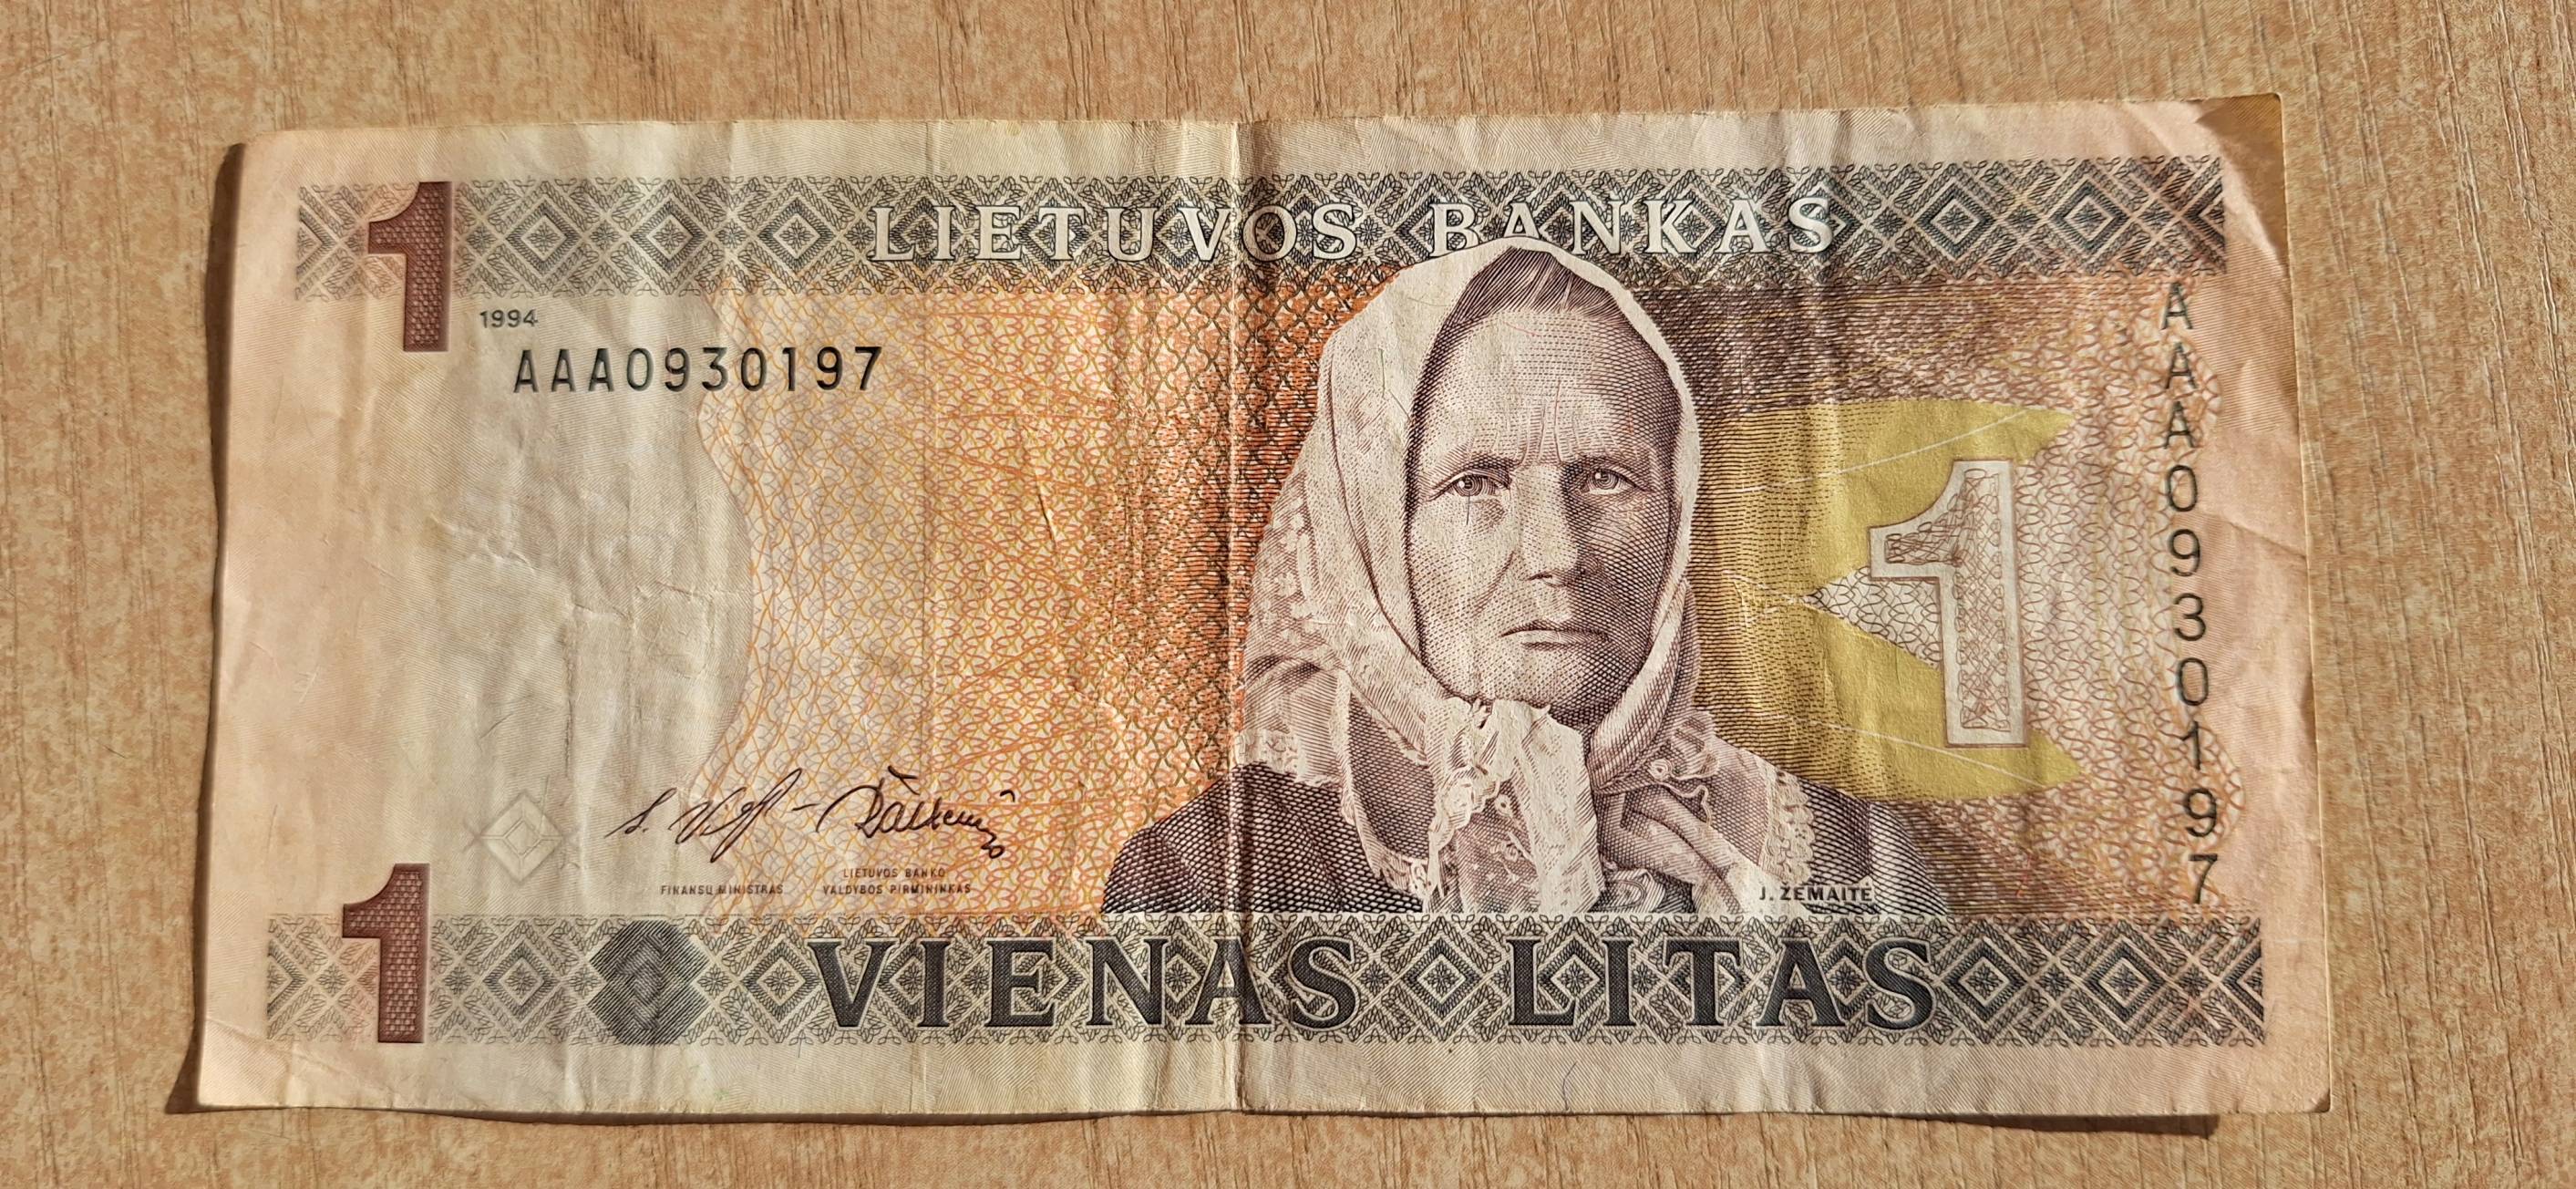 1
LIETUVOS BANKAS
1994
AAA0930197
AAA0930197
1
FINANSŲ MINISTRAS
LIETUVOS BANKO
VALDYBOS PIRMININKAS
J. ŽEMAITĖ
1
VIENAS LITAS